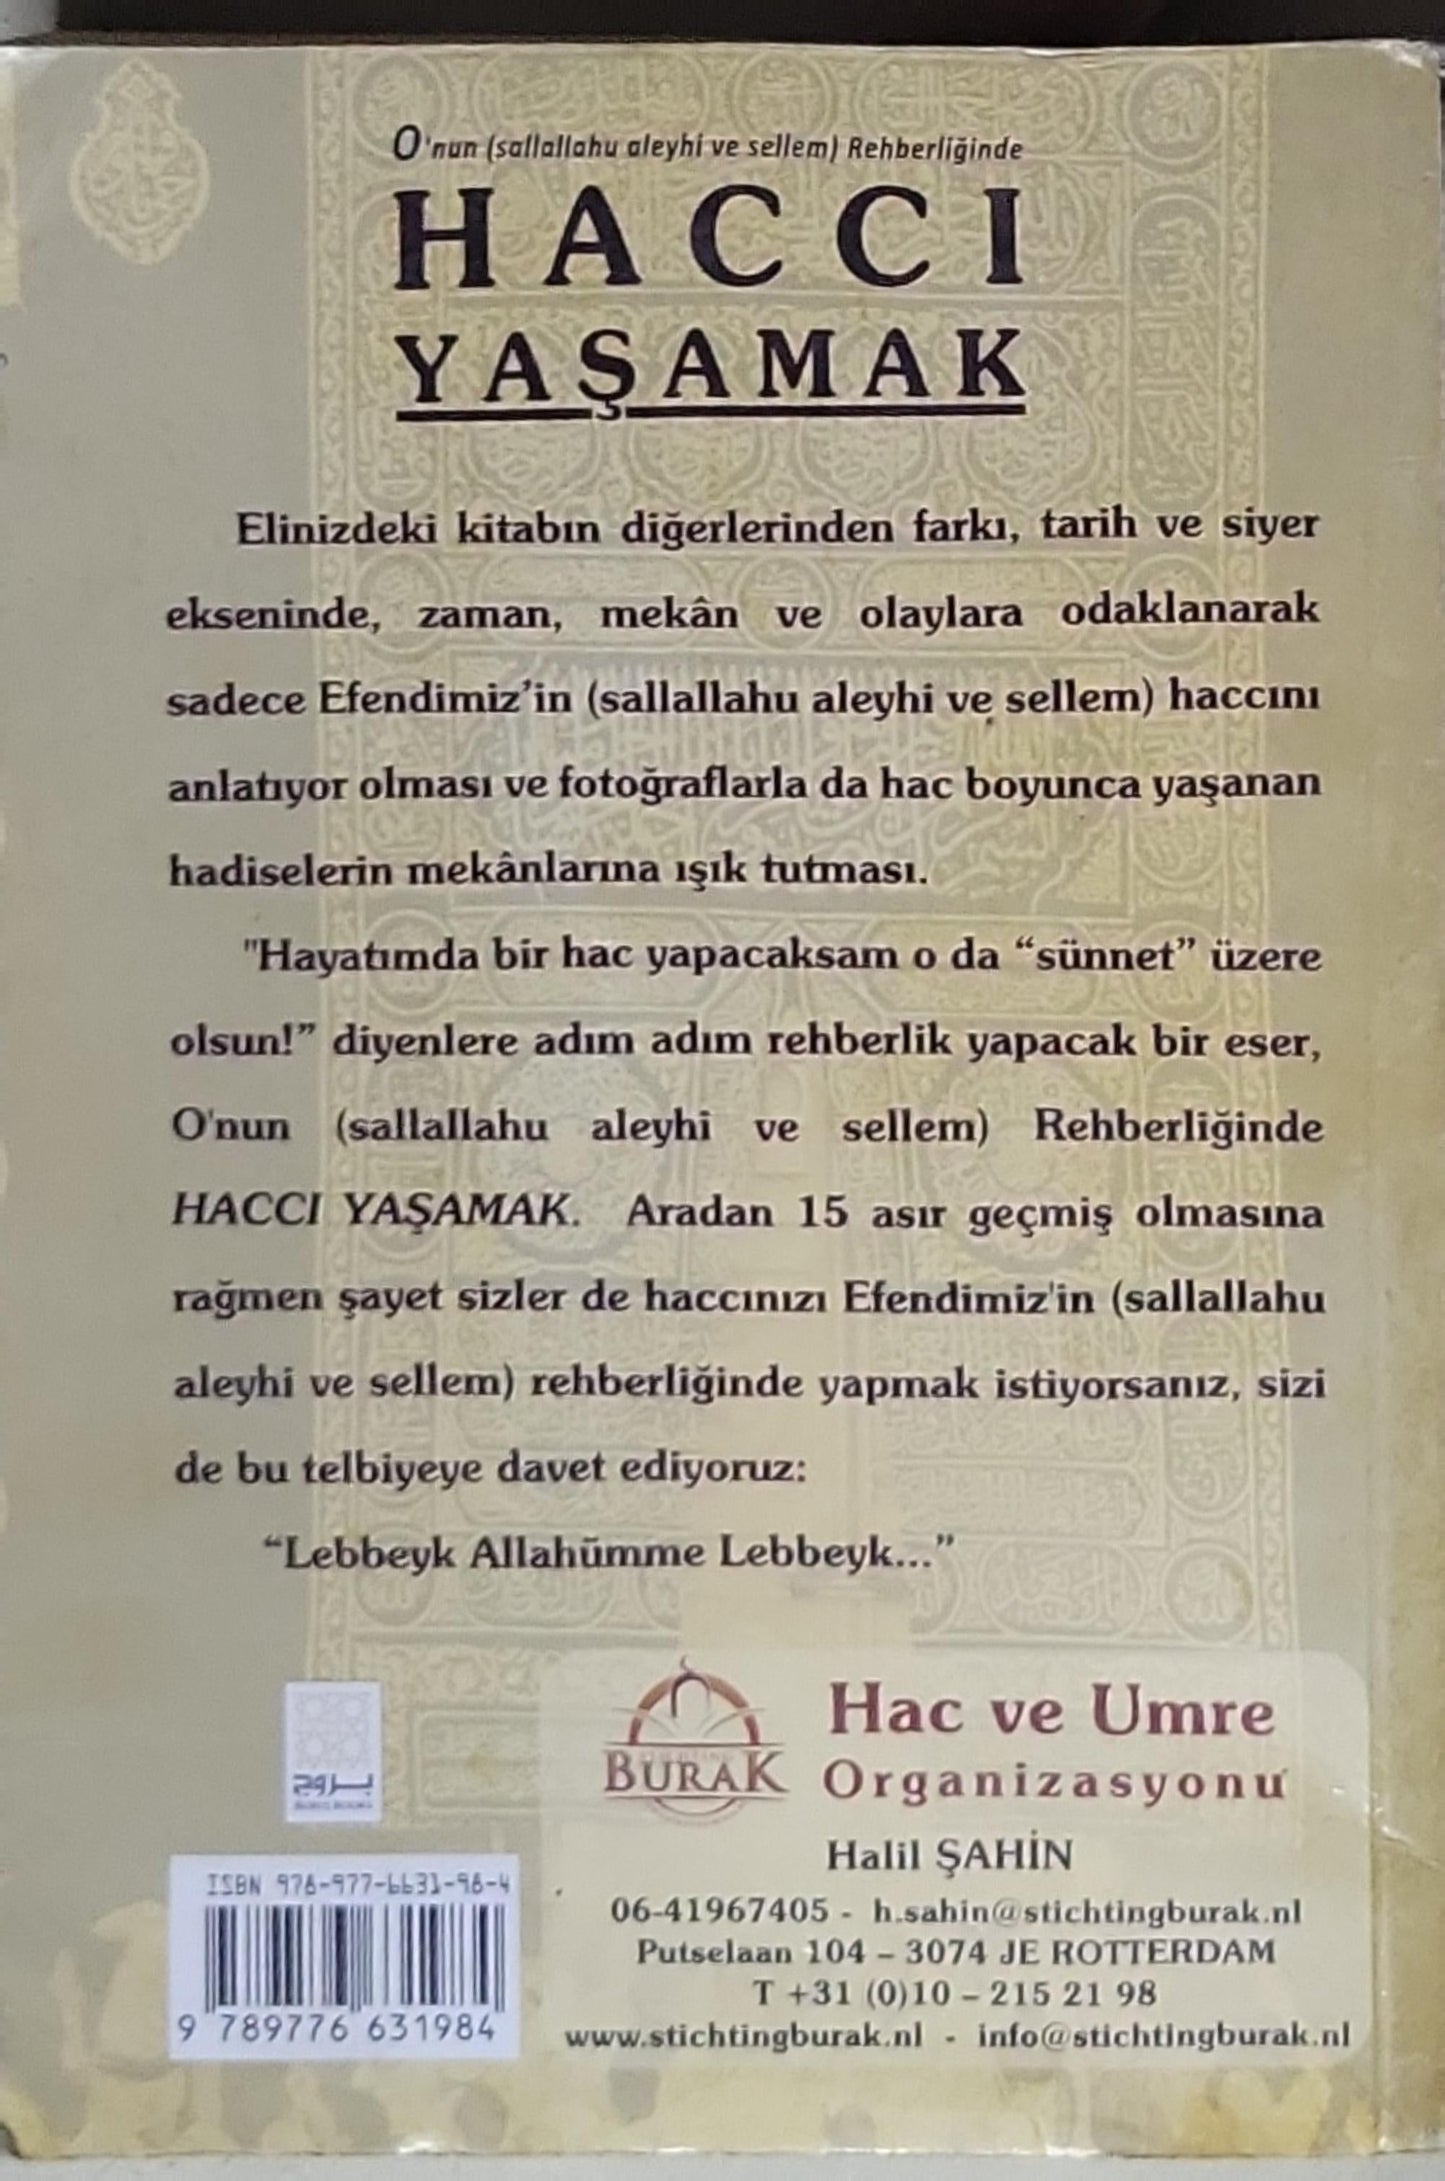 O'nun (sallallahu aleyhi ve sellem) Rehberliğinde
HACCI
YAŞAMAK
Elinizdeki kitabın diğerlerinden farkı, tarih ve siyer
ekseninde, zaman, mekân ve olaylara odaklanarak
sadece Efendimiz’in (sallallahu aleyhi ve sellem) haccını
anlatıyor olması ve fotoğraflarla da hac boyunca yaşanan
hadiselerin mekânlarına ışık tutması.
"Hayatımda bir hac yapacaksam o da “sünnet” üzere
olsun!” diyenlere adım adım rehberlik yapacak bir eser,
O'nun (sallallahu aleyhi ve sellem) Rehberliğinde
HACCI YAŞAMAK. Aradan 15 asır geçmiş olmasına
rağmen şayet sizler de haccınızı Efendimiz'in (sallallahu
aleyhi ve sellem) rehberliğinde yapmak istiyorsanız, sizi
de bu telbiyeye davet ediyoruz:
“Lebbeyk Allahümme Lebbeyk...”
بروج
BURAK
Hac ve Umre
Organizasyonu
Halil ŞAHİN
06-41967405 - h.sahin@stichtingburak.nl
Putselaan 104 – 3074 JE ROTTERDAM
T +31 (0)10 – 215 21 98
www.stichtingburak.nl - info@stichtingburak.nl
ISBN 978-977-6631-98-4
9 789776 631984